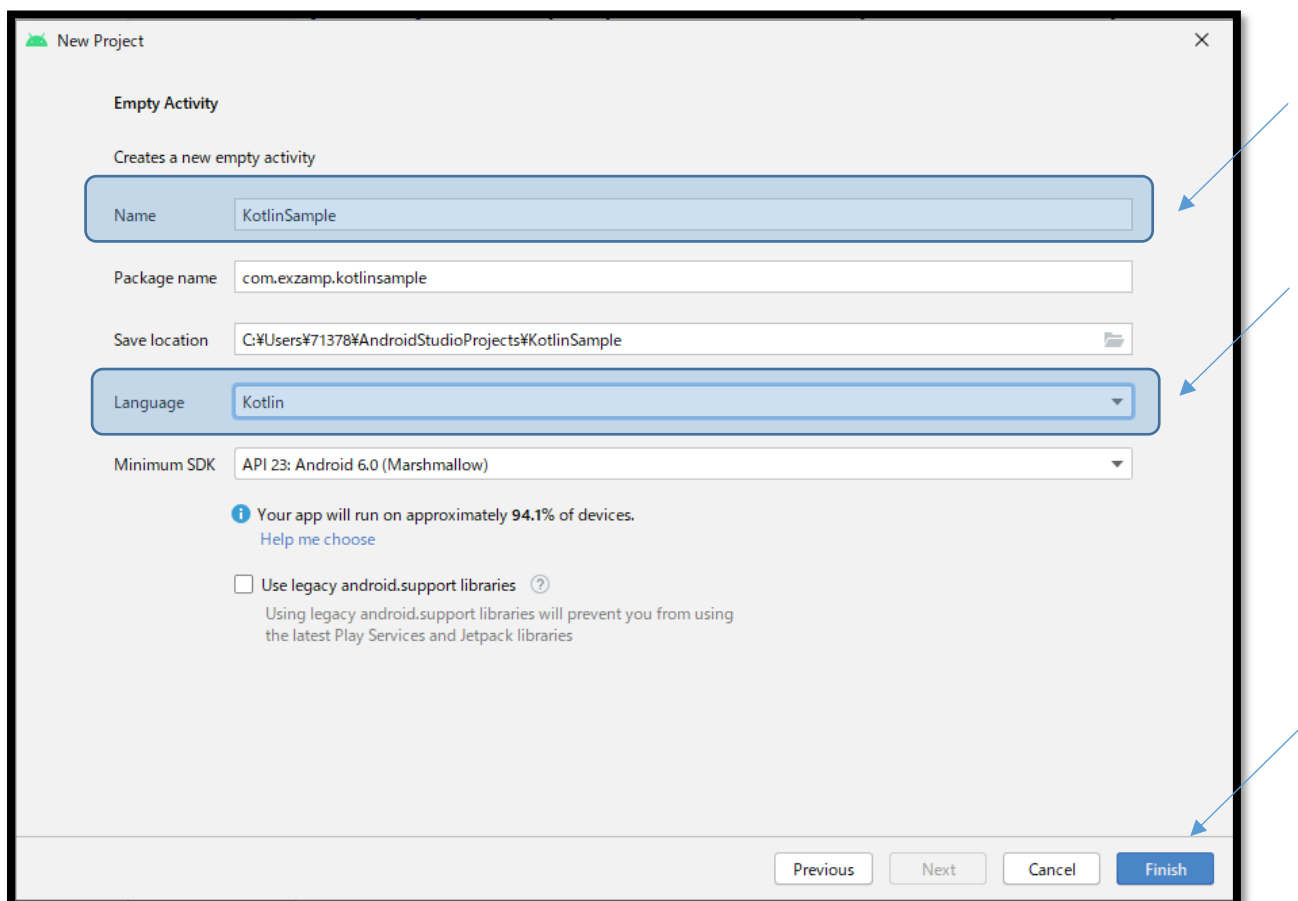 New Project
Empty Activity
Creates a new empty activity
Name KotlinSample
Package name com.exzamp.kotlinsample
Save location C:¥Users¥71378¥AndroidStudioProjects¥KotlinSample
Language Kotlin
Minimum SDK API 23: Android 6.0 (Marshmallow)
Your app will run on approximately 94.1% of devices.
Help me choose
Use legacy android.support libraries ?
Using legacy android.support libraries will prevent you from using
the latest Play Services and Jetpack libraries
Previous Next Cancel Finish